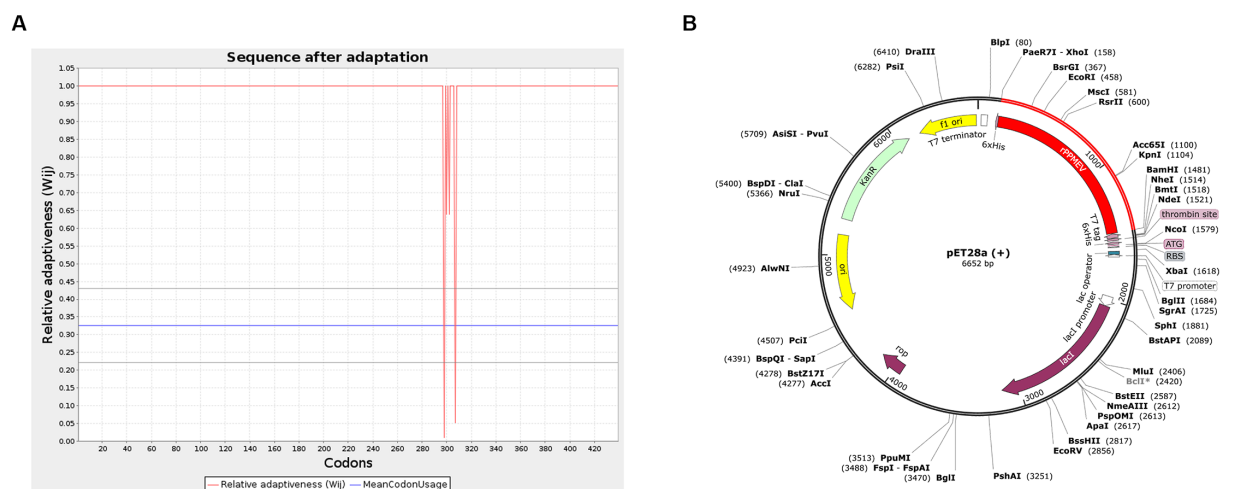 A
B
Sequence after adaptation
Relative adaptiveness (Wij)
1.05
1.00
0.95
0.90
0.85
0.80
0.75
0.70
0.65
0.60
0.55
0.50
0.45
0.40
0.35
0.30
0.25
0.20
0.15
0.10
0.05
0.00
20 40 60 80 100 120 140 160 180 200 220 240 260 280 300 320 340 360 380 400 420
Codons
Relative adaptiveness (Wij) MeanCodonUsage
BlpI (80)
PaeR7I - XhoI (158)
BsrGI (367)
EcoRI (458)
MscI (581)
RsrII (600)
Acc65I (1100)
KpnI (1104)
BamHI (1481)
NheI (1514)
BmtI (1518)
NdeI (1521)
thrombin site
NcoI (1579)
ATG
RBS
XbaI (1618)
T7 promoter
BglII (1684)
SgrAI (1725)
SphI (1881)
BstAPI (2089)
MluI (2406)
BclI* (2420)
BstEII (2587)
NmeAIII (2612)
PspOMI (2613)
ApaI (2617)
BssHII (2817)
EcoRV (2856)
PshAI (3251)
(3470) BglI
(3488) FspI - FspAI
(3513) PpuMI
(4277) AccI
(4278) BstZ17I
(4391) BspQI - SapI
(4507) PciI
(4923) AlwNI
(5366) NruI
(5400) BspDI - ClaI
(5709) AsiSI - PvuI
(6282) PsiI
(6410) DraIII
f1 ori
T7 terminator
6xHis
rPPMEV
1000
T7 tag
6xHis
lac operator
lacI promoter
2000
lacI
3000
rop
4000
ori
5000
KanR
6000
pET28a (+)
6652 bp